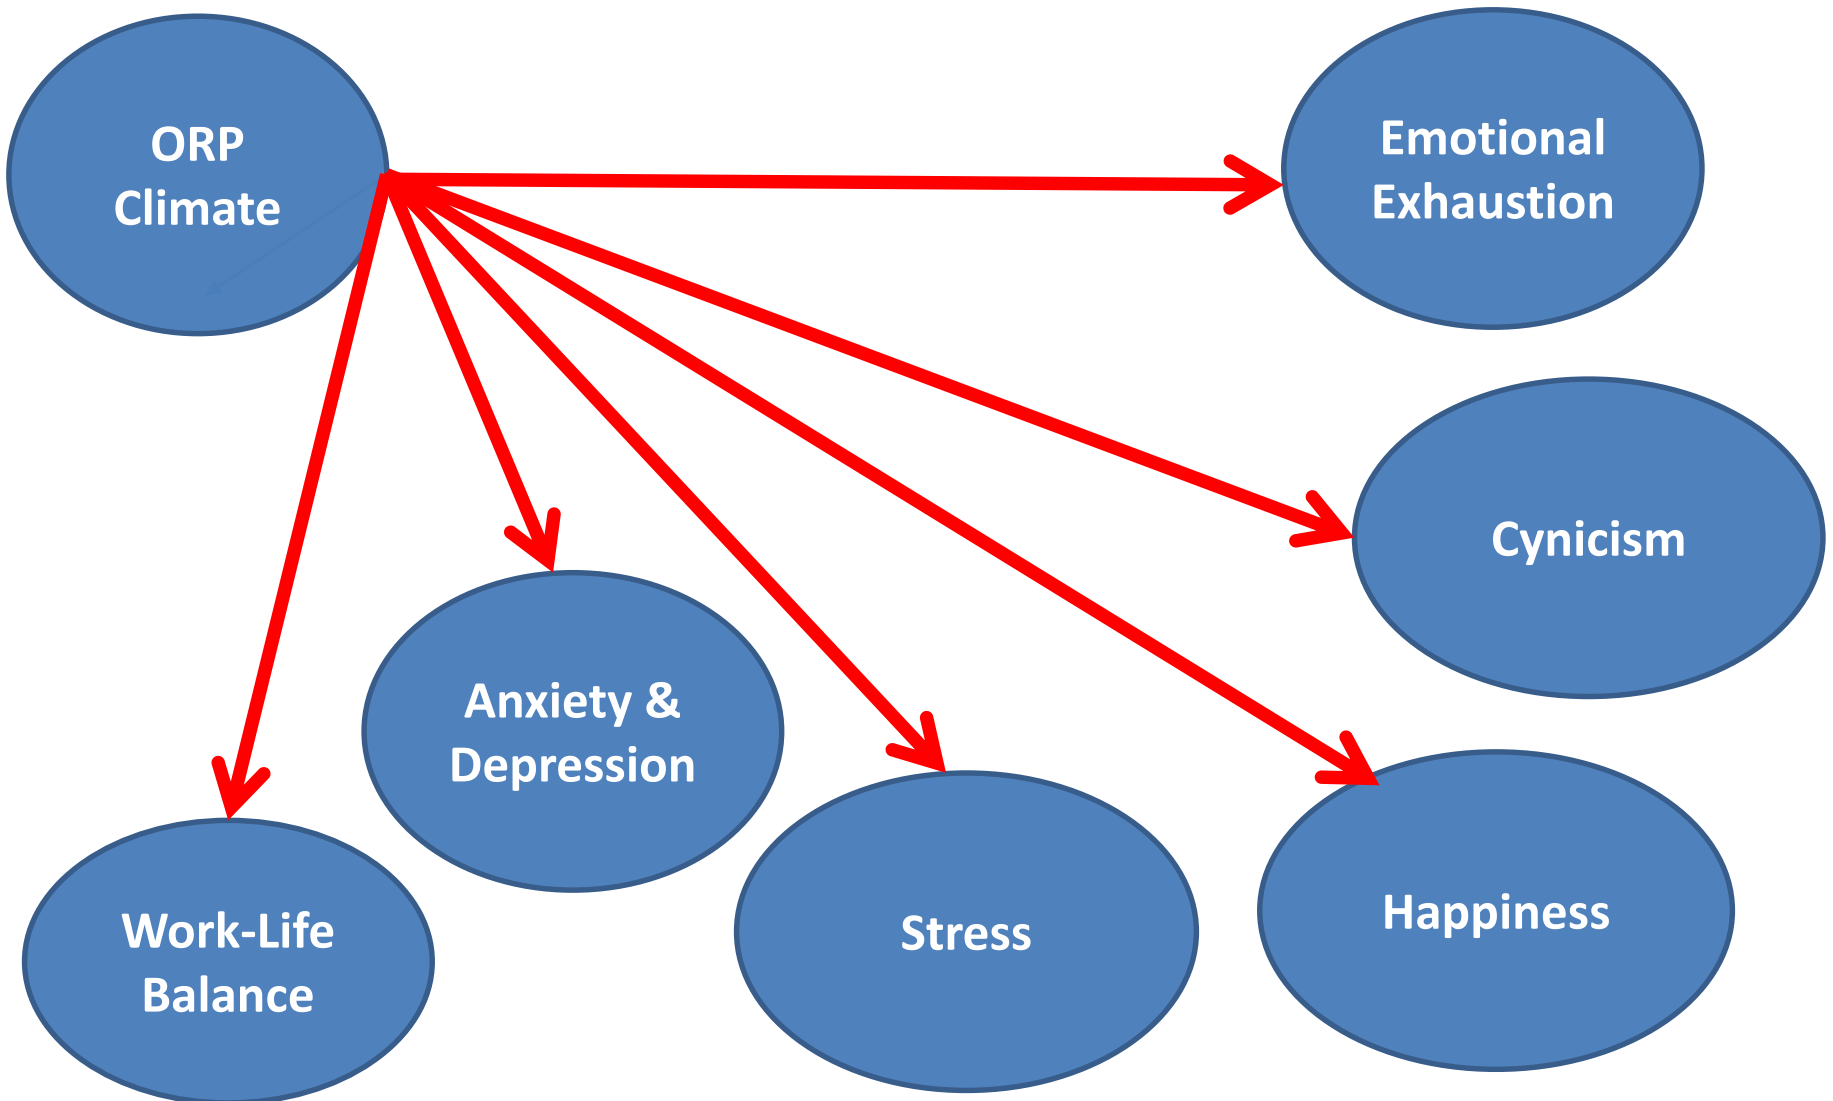 ORP
Climate
Emotional
Exhaustion
Cynicism
Anxiety &
Depression
Happiness
Stress
Work-Life
Balance